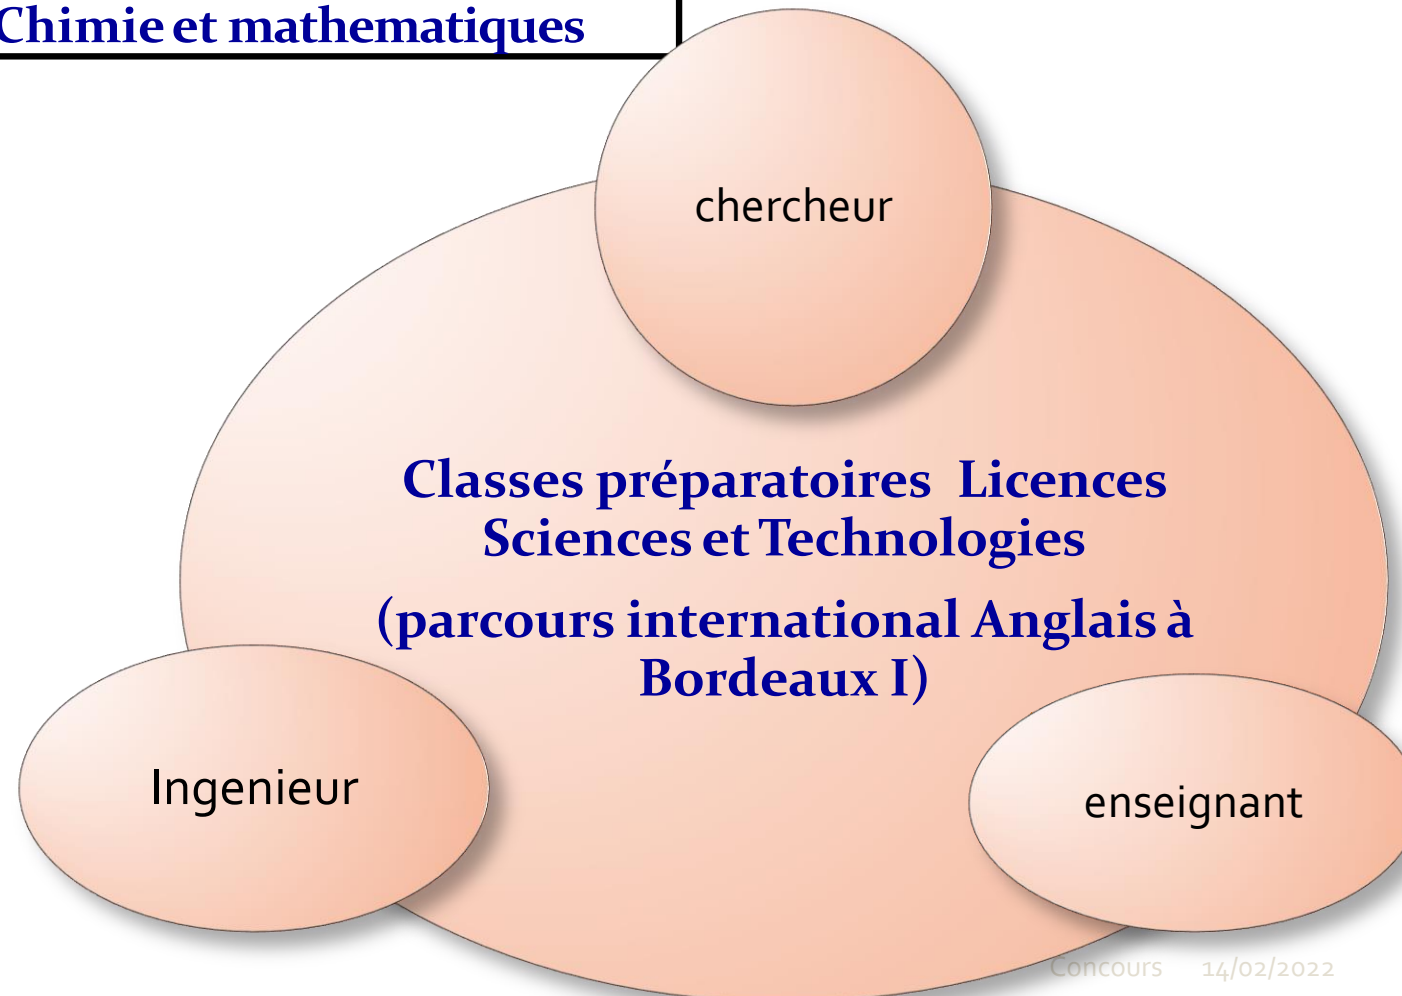 Chimie et mathematiques
chercheur
Classes préparatoires Licences
Sciences et Technologies
(parcours international Anglais à
Bordeaux I)
Ingenieur
enseignant
Concours 14/02/2022